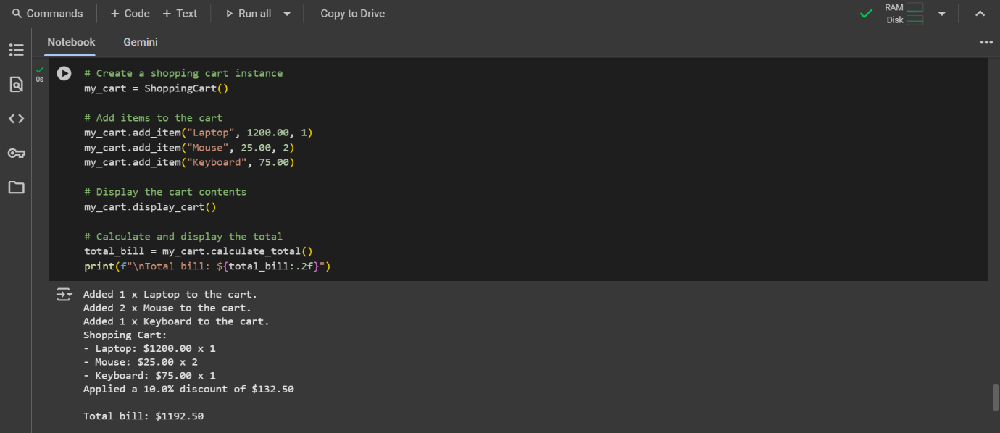 Commands + Code + Text Run all Copy to Drive RAM
Disk
Notebook Gemini
0s
# Create a shopping cart instance
my_cart = ShoppingCart()
# Add items to the cart
my_cart.add_item("Laptop", 1200.00, 1)
my_cart.add_item("Mouse", 25.00, 2)
my_cart.add_item("Keyboard", 75.00)
# Display the cart contents
my_cart.display_cart()
# Calculate and display the total
total_bill = my_cart.calculate_total()
print(f"\nTotal bill: ${total_bill:.2f}")
Added 1 x Laptop to the cart.
Added 2 x Mouse to the cart.
Added 1 x Keyboard to the cart.
Shopping Cart:
- Laptop: $1200.00 x 1
- Mouse: $25.00 x 2
- Keyboard: $75.00 x 1
Applied a 10.0% discount of $132.50
Total bill: $1192.50